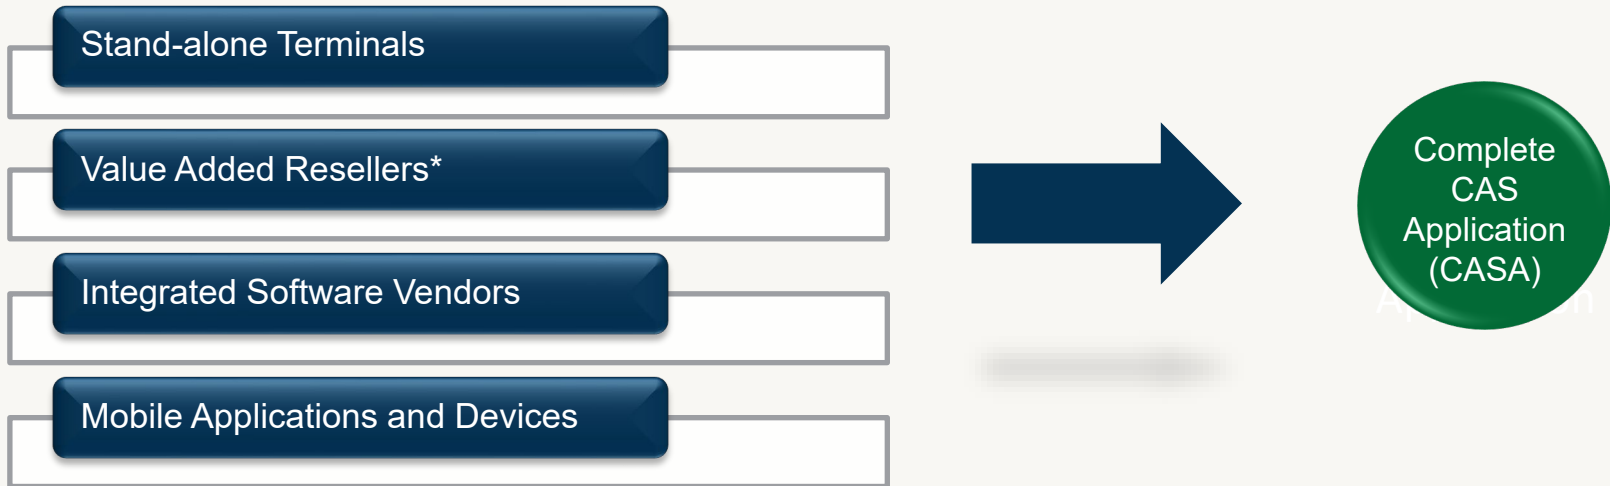 Stand-alone Terminals
Value Added Resellers*
Integrated Software Vendors
Mobile Applications and Devices
Complete
CAS
Application
(CASA)